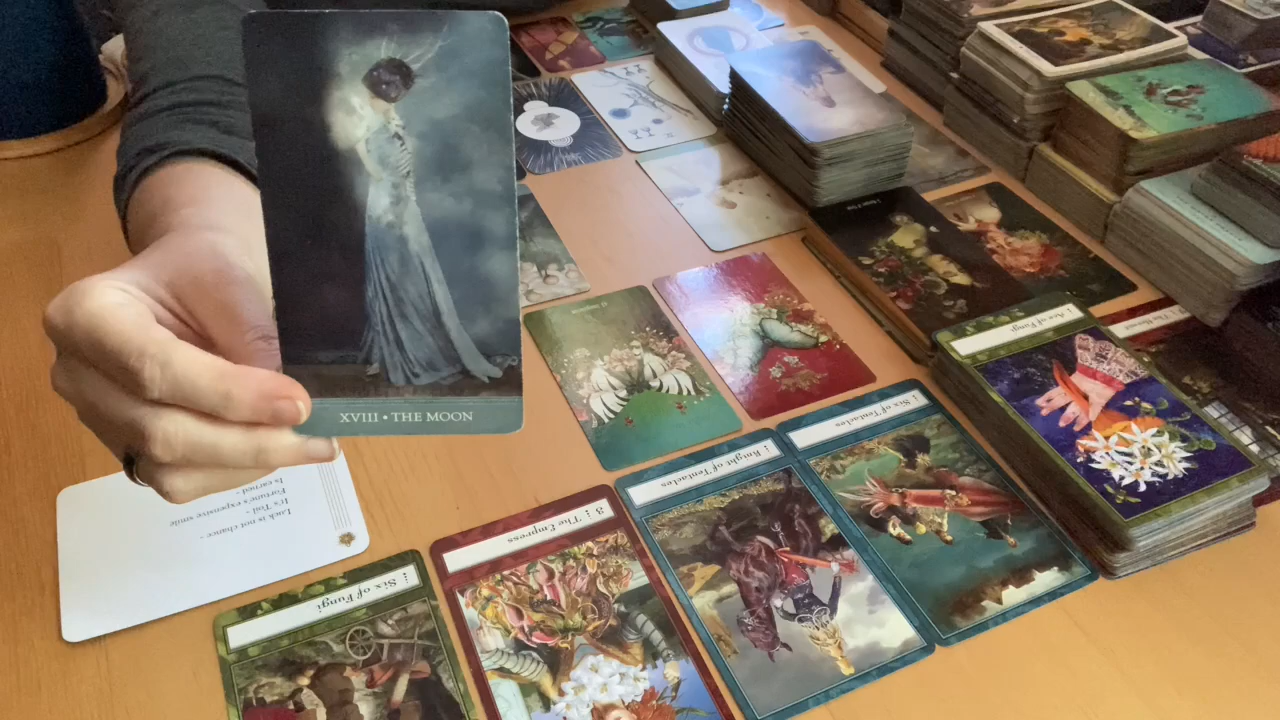 XVIII • THE MOON
Luck is not chance -
It's Toil -
Fortune's expensive smile
Is earned -
Six of Fungi
3 The Empress
Knight of Tentacles
Six of Tentacles
Ace of Fungi